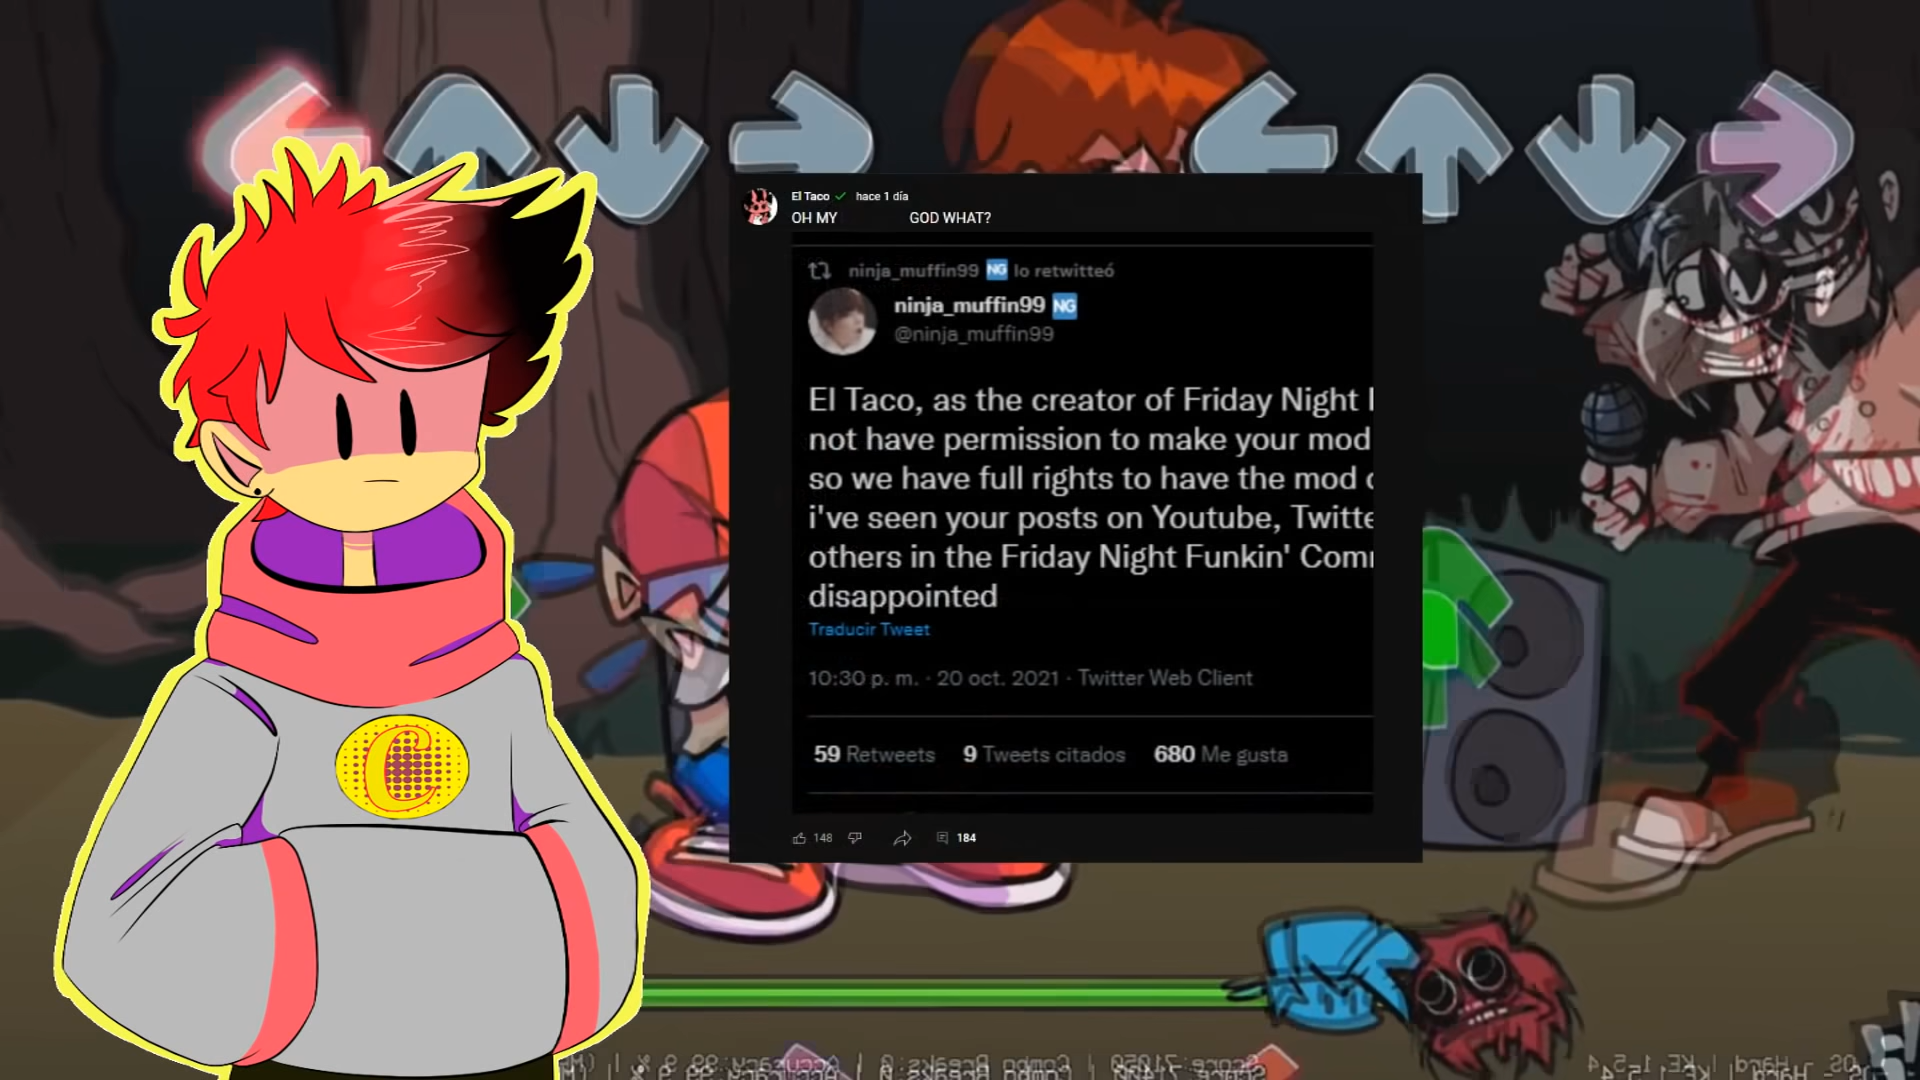 El Taco ✓ hace 1 día
OH MY GOD WHAT?
ninja_muffin99 NG lo retwitteó
ninja_muffin99 NG
@ninja_muffin99
El Taco, as the creator of Friday Night
not have permission to make your mod
so we have full rights to have the mod
i've seen your posts on Youtube, Twitte
others in the Friday Night Funkin' Com
disappointed
Traducir Tweet
10:30 p. m. · 20 oct. 2021 · Twitter Web Client
59 Retweets 9 Tweets citados 680 Me gusta
148 184
C